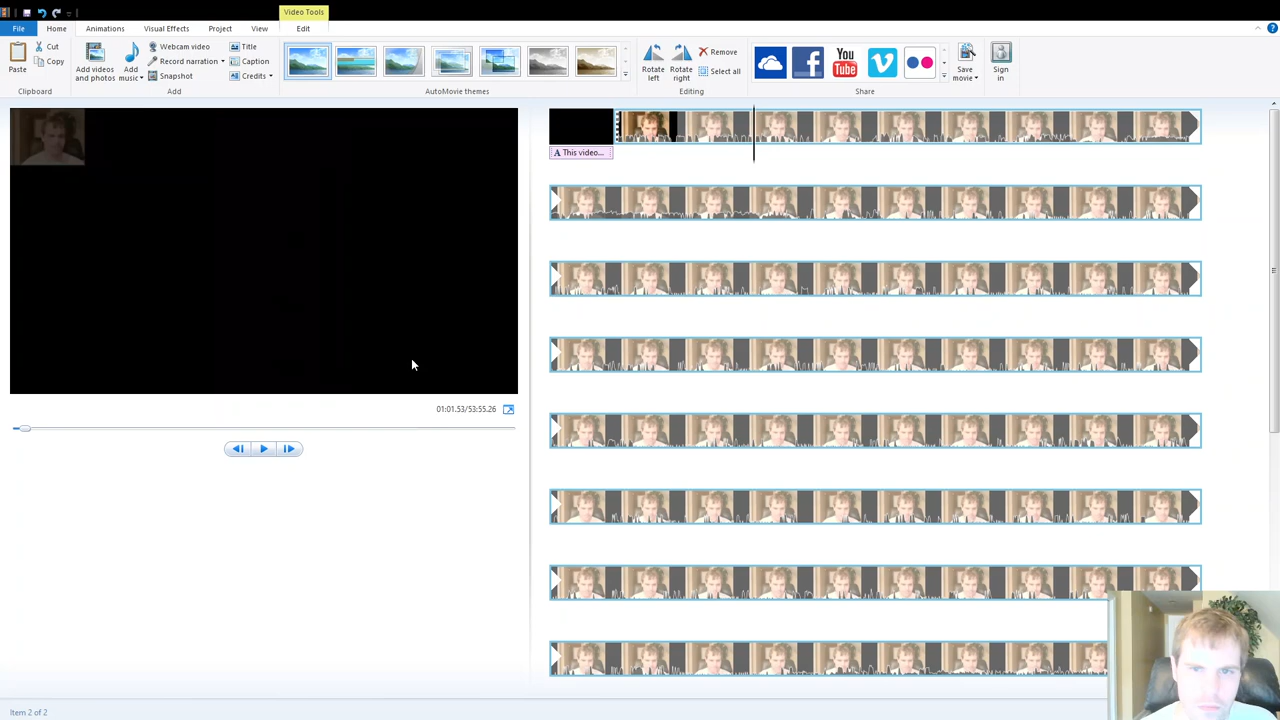 Video Tools
File Home Animations Visual Effects Project View Edit
Paste
Cut
Copy
Clipboard
Add videos
and photos
Add
music
Webcam video
Record narration
Snapshot
Title
Caption
Credits
Add
AutoMovie themes
Rotate
left
Rotate
right
Remove
Select all
Editing
You
Tube
Share
Save
movie
Sign
in
A This video...
01:01.53/53:55.26
Item 2 of 2